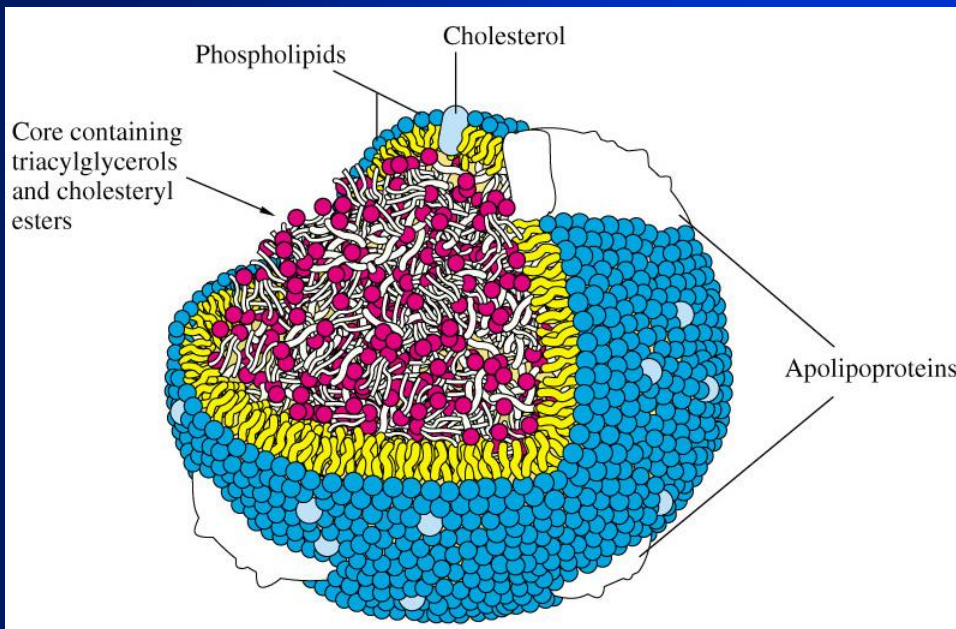 Cholesterol
Phospholipids
Core containing
triacylglycerols
and cholesteryl
esters
Apolipoproteins